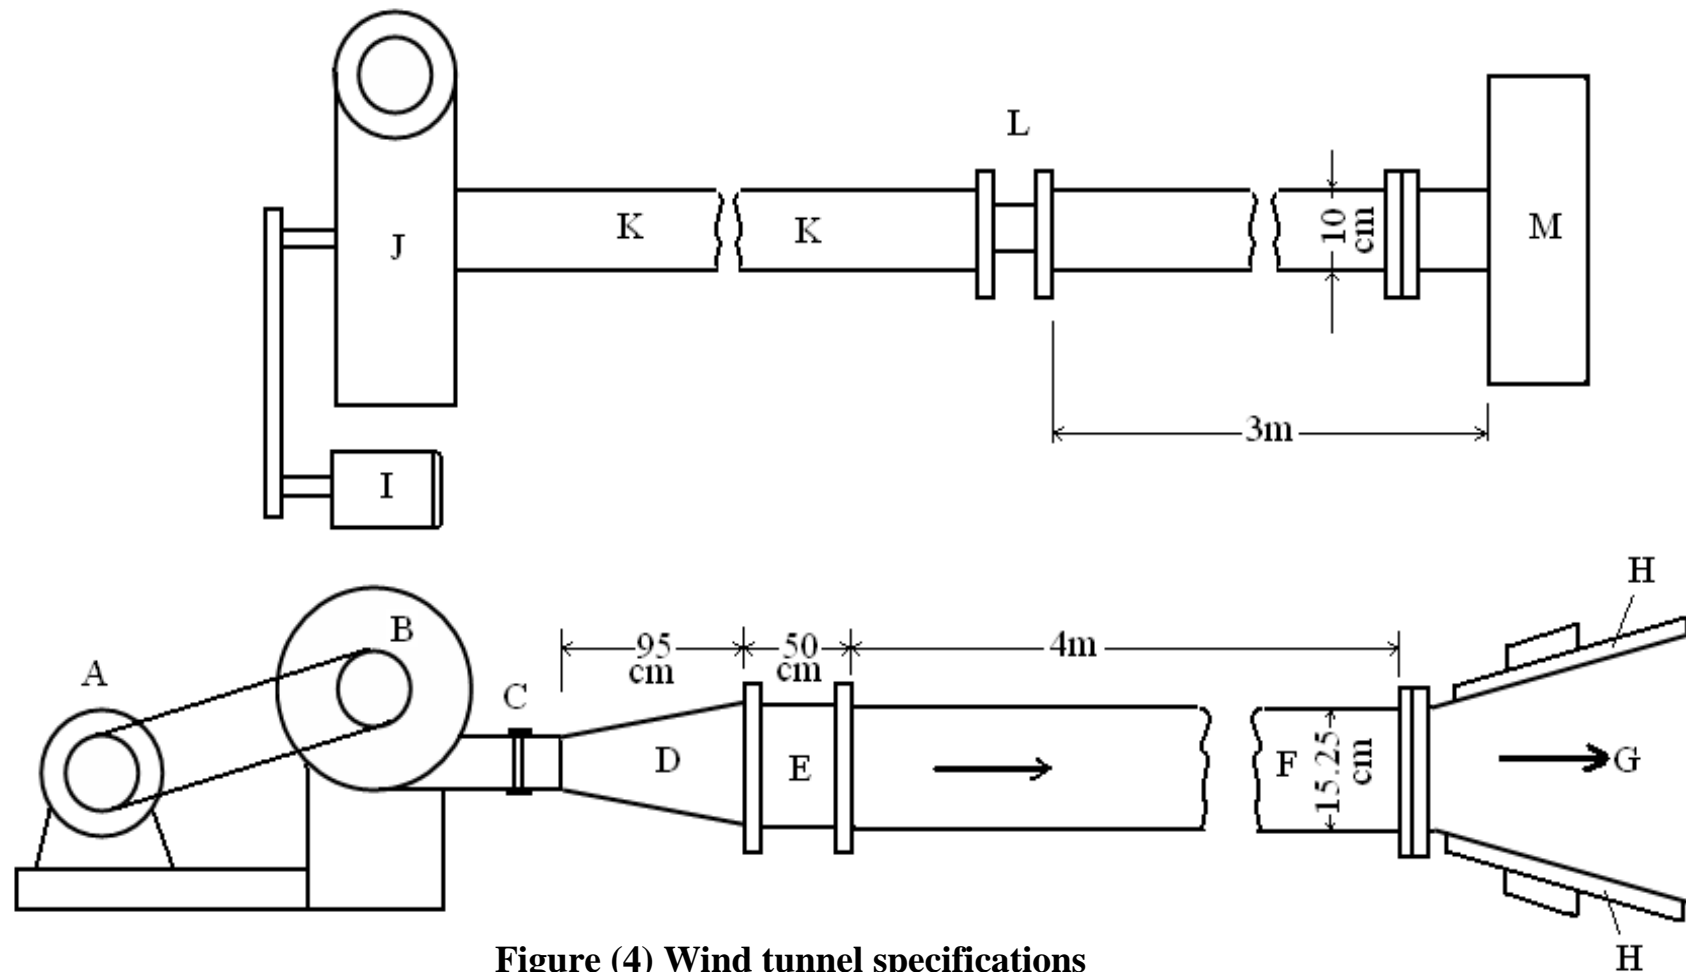 L
K
K
J
10
cm
M
3m
I
H
B
95
cm
50
cm
4m
A
C
D
E
F
15.25
cm
G
H
Figure (4) Wind tunnel specifications